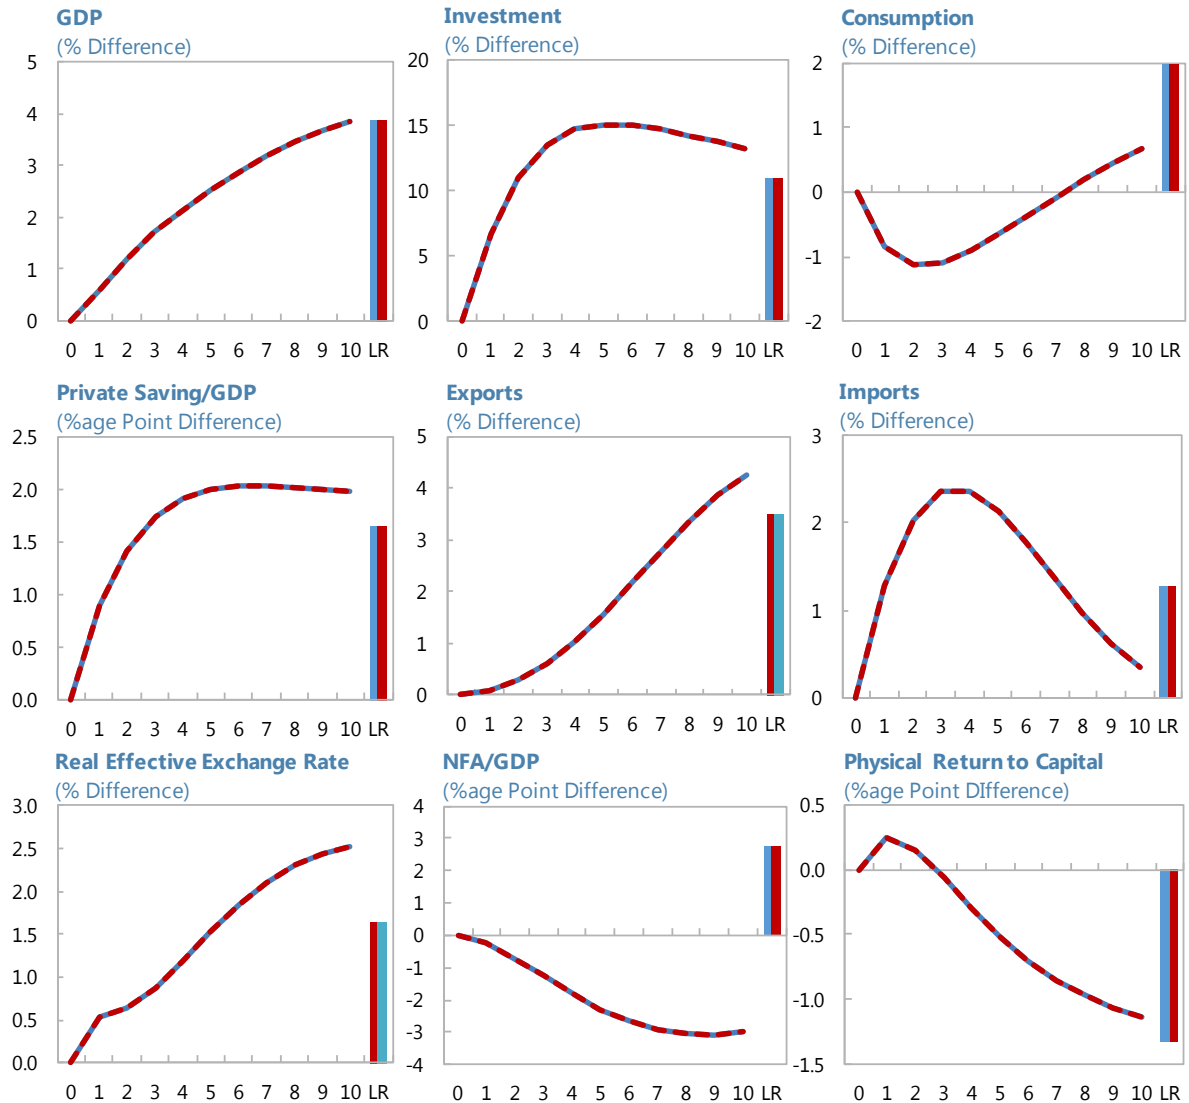 GDP
(% Difference)
5
4
3
2
1
0
0 1 2 3 4 5 6 7 8 9 10 LR
Investment
(% Difference)
20
15
10
5
0
0 1 2 3 4 5 6 7 8 9 10 LR
Consumption
(% Difference)
2
1
0
-1
-2
0 1 2 3 4 5 6 7 8 9 10 LR
Private Saving/GDP
(%age Point Difference)
2.5
2.0
1.5
1.0
0.5
0.0
0 1 2 3 4 5 6 7 8 9 10 LR
Exports
(% Difference)
5
4
3
2
1
0
0 1 2 3 4 5 6 7 8 9 10 LR
Imports
(% Difference)
3
2
1
0
0 1 2 3 4 5 6 7 8 9 10 LR
Real Effective Exchange Rate
(% Difference)
3.0
2.5
2.0
1.5
1.0
0.5
0.0
0 1 2 3 4 5 6 7 8 9 10 LR
NFA/GDP
(%age Point Difference)
4
3
2
1
0
-1
-2
-3
-4
0 1 2 3 4 5 6 7 8 9 10 LR
Physical Return to Capital
(%age Point DIfference)
0.5
0.0
-0.5
-1.0
-1.5
0 1 2 3 4 5 6 7 8 9 10 LR